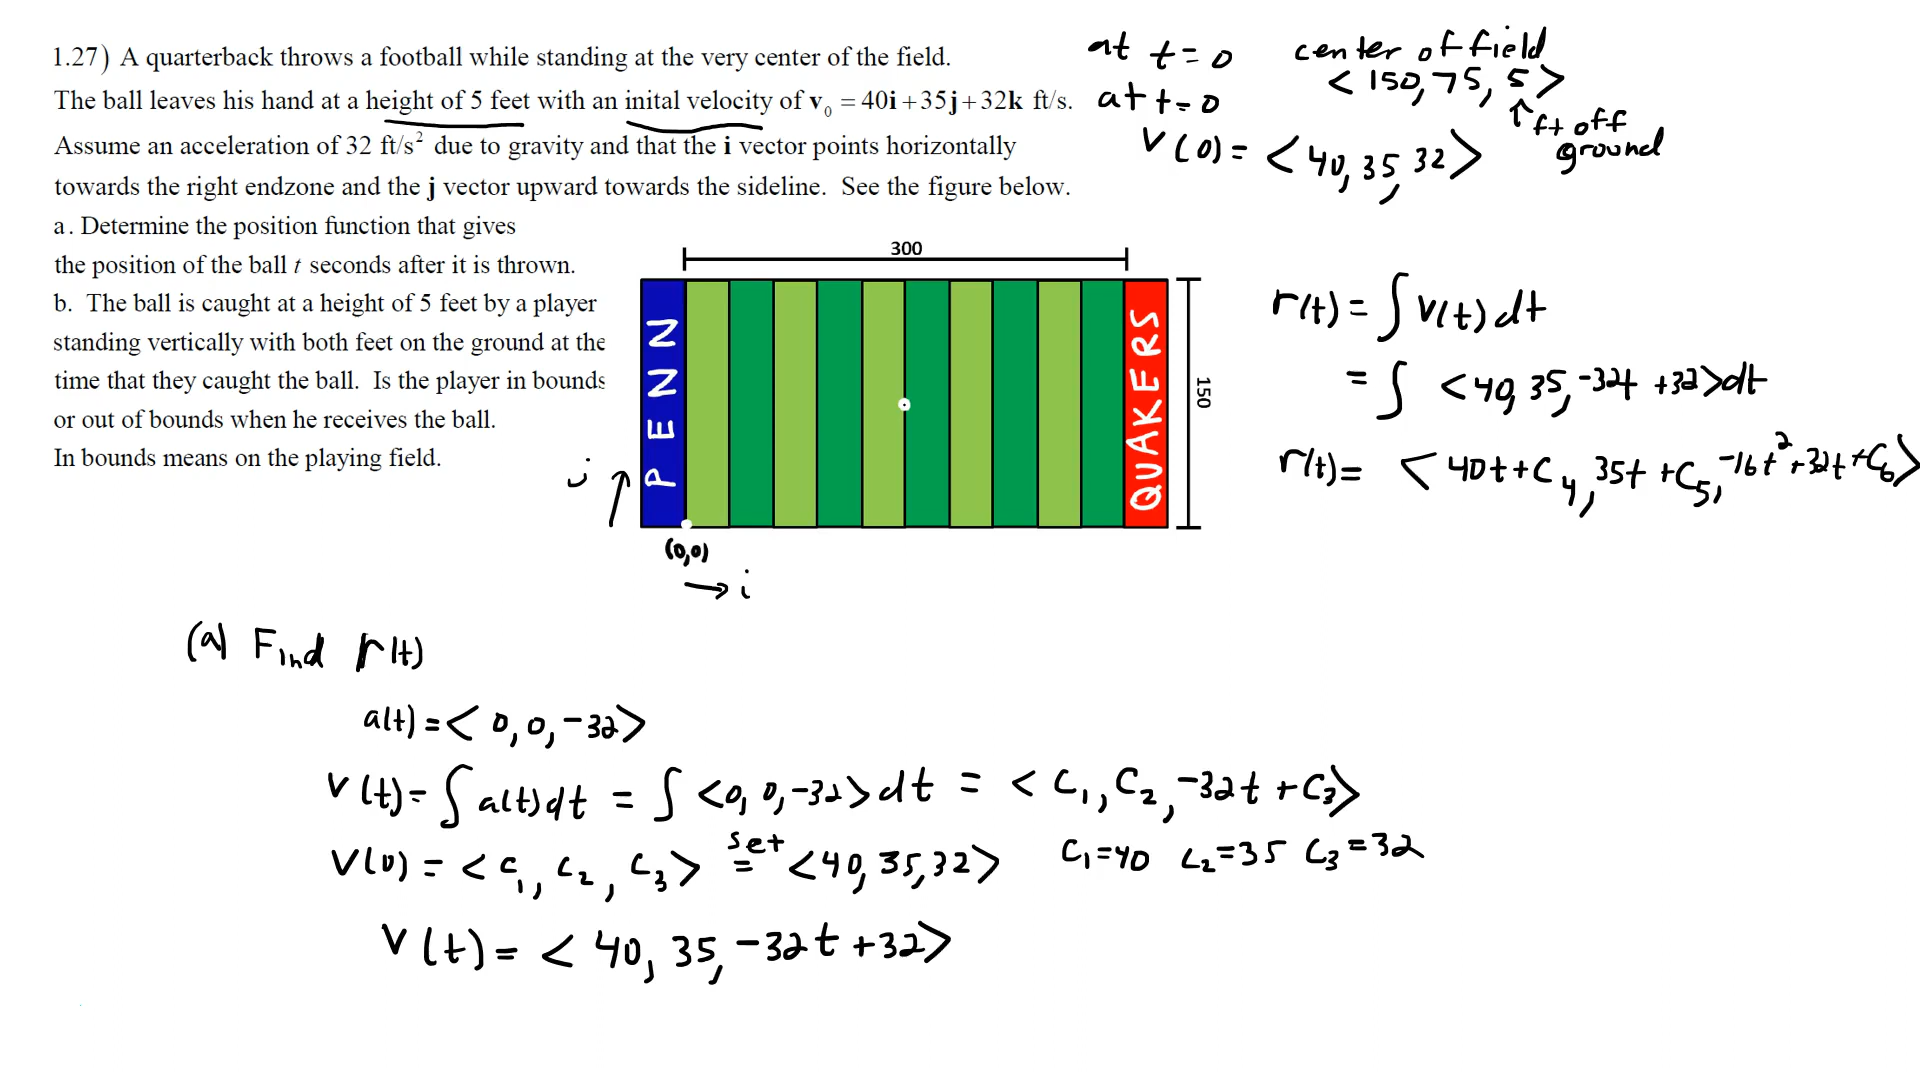 1.27) A quarterback throws a football while standing at the very center of the field.
The ball leaves his hand at a height of 5 feet with an inital velocity of v₀ = 40i + 35j + 32k ft/s.
Assume an acceleration of 32 ft/s² due to gravity and that the i vector points horizontally
towards the right endzone and the j vector upward towards the sideline. See the figure below.
a. Determine the position function that gives
the position of the ball t seconds after it is thrown.
b. The ball is caught at a height of 5 feet by a player
standing vertically with both feet on the ground at the
time that they caught the ball. Is the player in bounds
or out of bounds when he receives the ball.
In bounds means on the playing field.
at t = 0 center of field
< 150, 75, 5 >
at t = 0
↑ ft off
ground
V(0) = < 40, 35, 32 >
300
PENN
QUAKERS
150
j ↑
(0,0)
→ i
r(t) = ∫ v(t) dt
= ∫ < 40, 35, -32t + 32 > dt
r(t) = < 40t + C₄, 35t + C₅, -16t² + 32t + C₆ >
(a) Find r(t)
a(t) = < 0, 0, -32 >
v(t) = ∫ a(t) dt = ∫ < 0, 0, -32 > dt = < C₁, C₂, -32t + C₃ >
V(0) = < C₁, C₂, C₃ > set = < 40, 35, 32 > C₁ = 40 C₂ = 35 C₃ = 32
V(t) = < 40, 35, -32t + 32 >